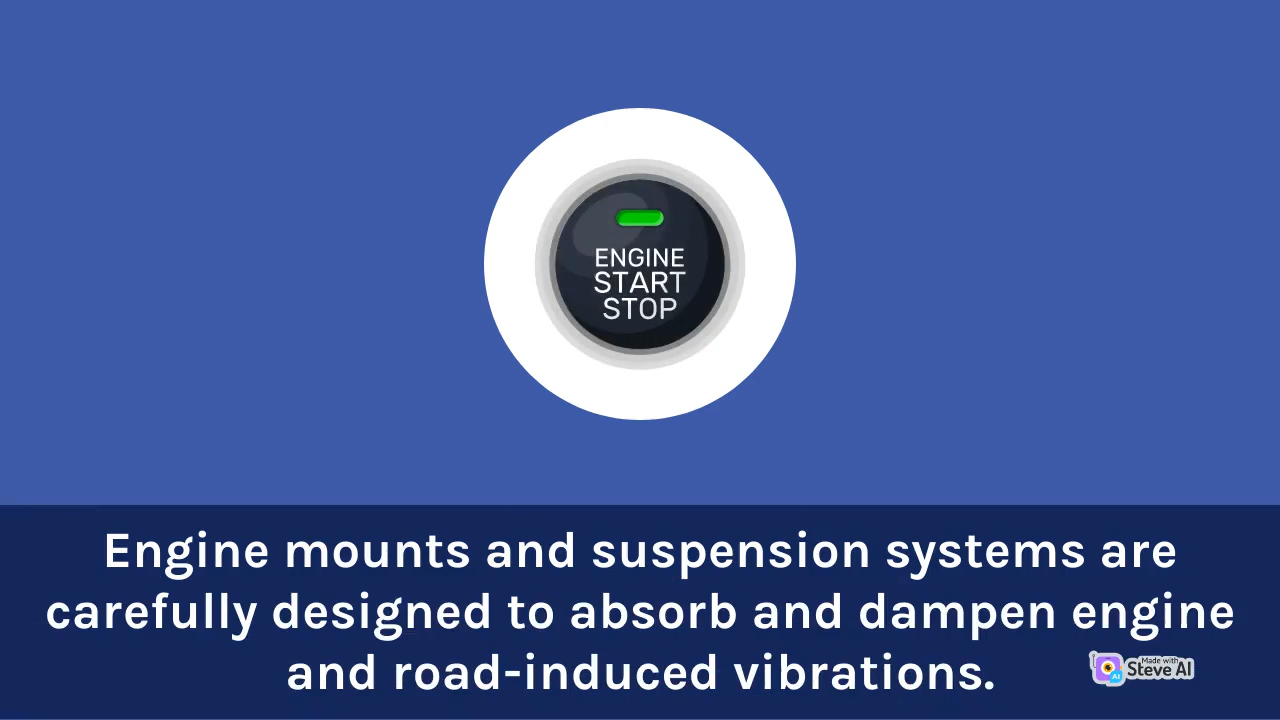 ENGINE
START
STOP
Engine mounts and suspension systems are
carefully designed to absorb and dampen engine
and road-induced vibrations.
Made with
Steve AI
AI